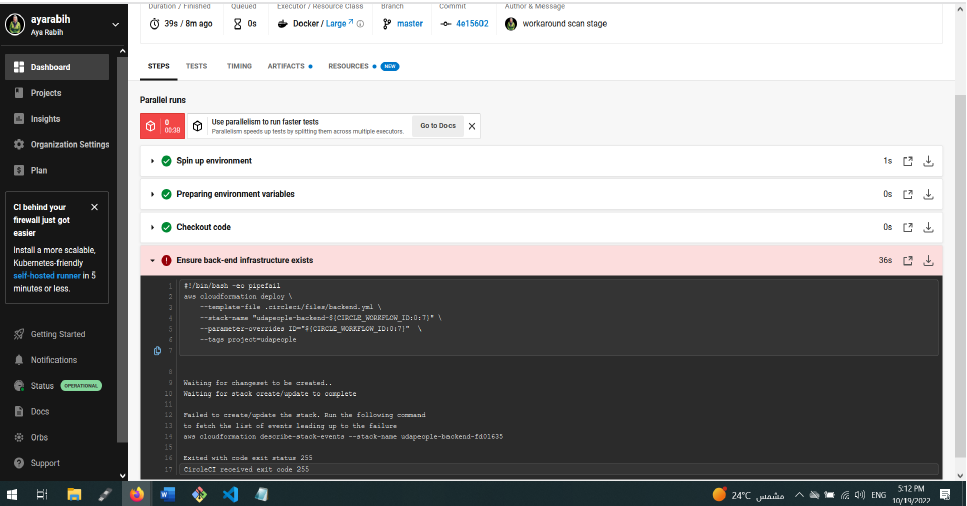 ayarabih
Aya Rabih
Dashboard
Projects
Insights
Organization Settings
Plan
CI behind your
firewall just got
easier
Install a more scalable,
Kubernetes-friendly
self-hosted runner in 5
minutes or less.
Getting Started
Notifications
Status OPERATIONAL
Docs
Orbs
Support
Duration / Finished Queued Executor / Resource Class Branch Commit Author & Message
39s / 8m ago 0s Docker / Large master 4e15602 workaround scan stage
STEPS TESTS TIMING ARTIFACTS RESOURCES NEW
Parallel runs
0
00:38
Use parallelism to run faster tests
Parallelism speeds up tests by splitting them across multiple executors.
Go to Docs
Spin up environment 1s
Preparing environment variables 0s
Checkout code 0s
Ensure back-end infrastructure exists 36s
1 #!/bin/bash -eo pipefail
2 aws cloudformation deploy \
3 --template-file .circleci/files/backend.yml \
4 --stack-name "udapeople-backend-${CIRCLE_WORKFLOW_ID:0:7}" \
5 --parameter-overrides ID="${CIRCLE_WORKFLOW_ID:0:7}" \
6 --tags project=udapeople
7
8
9 Waiting for changeset to be created..
10 Waiting for stack create/update to complete
11
12 Failed to create/update the stack. Run the following command
13 to fetch the list of events leading up to the failure
14 aws cloudformation describe-stack-events --stack-name udapeople-backend-fd01635
15
16 Exited with code exit status 255
17 CircleCI received exit code 255
24°C مشمس ENG 5:12 PM
10/19/2022